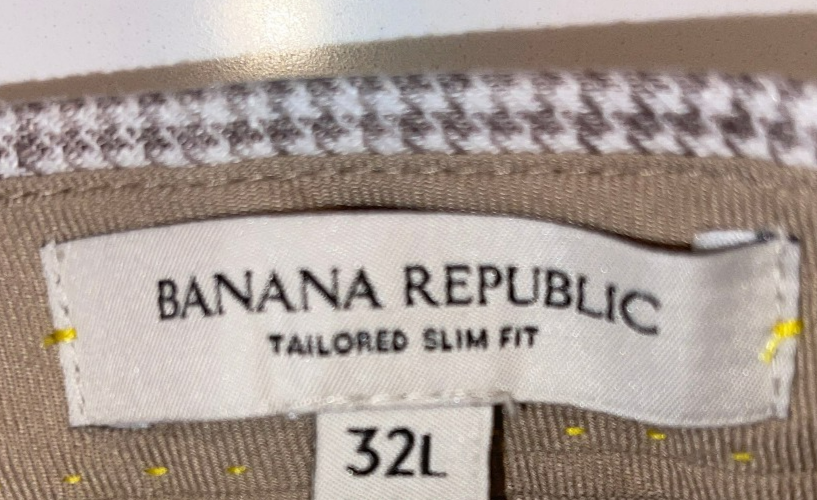 BANANA REPUBLIC
TAILORED SLIM FIT
32L